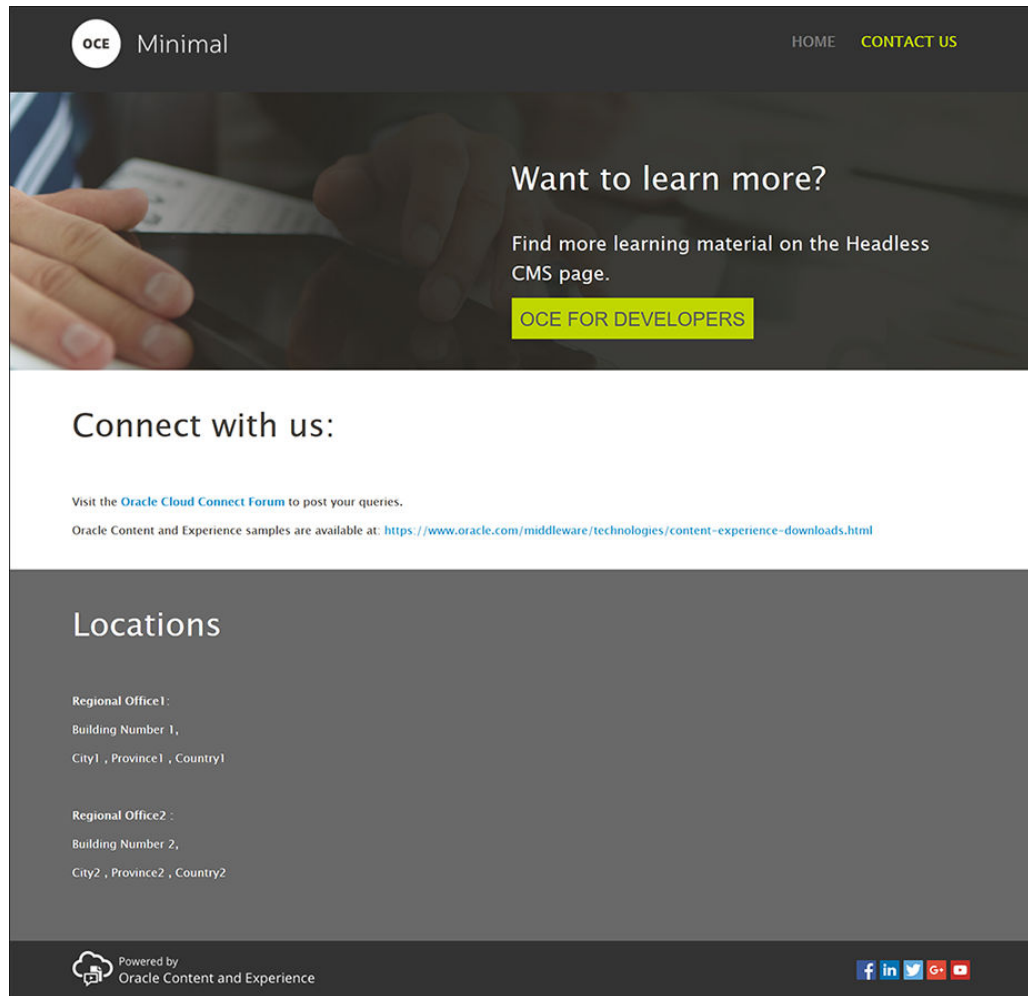 OCE Minimal
HOME CONTACT US
Want to learn more?
Find more learning material on the Headless
CMS page.
OCE FOR DEVELOPERS
Connect with us:
Visit the Oracle Cloud Connect Forum to post your queries.
Oracle Content and Experience samples are available at: https://www.oracle.com/middleware/technologies/content-experience-downloads.html
Locations
Regional Office1:
Building Number 1,
City1 , Province1 , Country1
Regional Office2 :
Building Number 2,
City2 , Province2 , Country2
Powered by
Oracle Content and Experience
f in G+